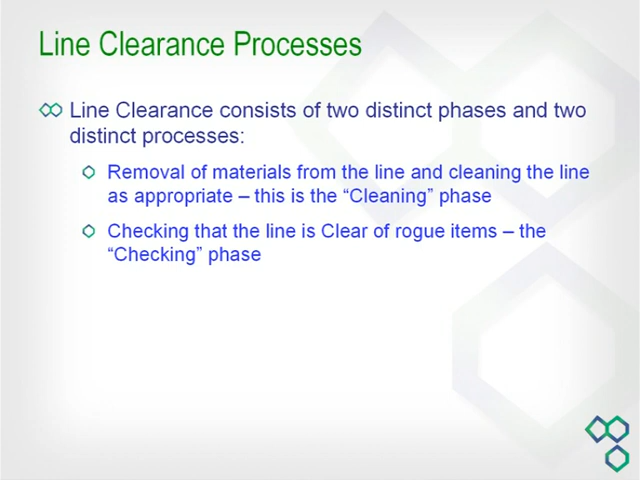 Line Clearance Processes
Line Clearance consists of two distinct phases and two
distinct processes:
Removal of materials from the line and cleaning the line
as appropriate – this is the “Cleaning” phase
Checking that the line is Clear of rogue items – the
“Checking” phase